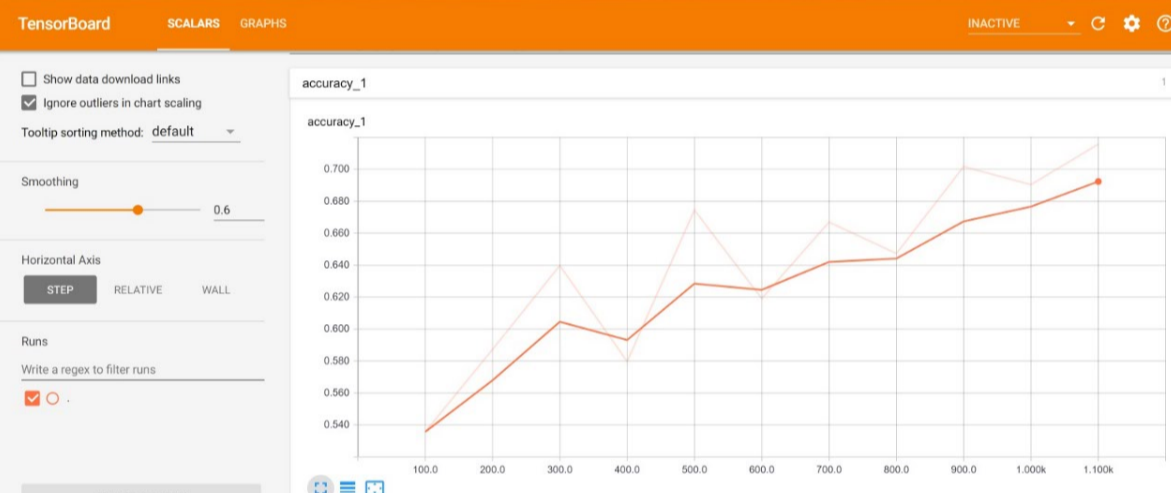 TensorBoard SCALARS GRAPHS INACTIVE
Show data download links
Ignore outliers in chart scaling
Tooltip sorting method: default
Smoothing
0.6
Horizontal Axis
STEP RELATIVE WALL
Runs
Write a regex to filter runs
.
accuracy_1 1
accuracy_1
0.700
0.680
0.660
0.640
0.620
0.600
0.580
0.560
0.540
100.0 200.0 300.0 400.0 500.0 600.0 700.0 800.0 900.0 1.000k 1.100k